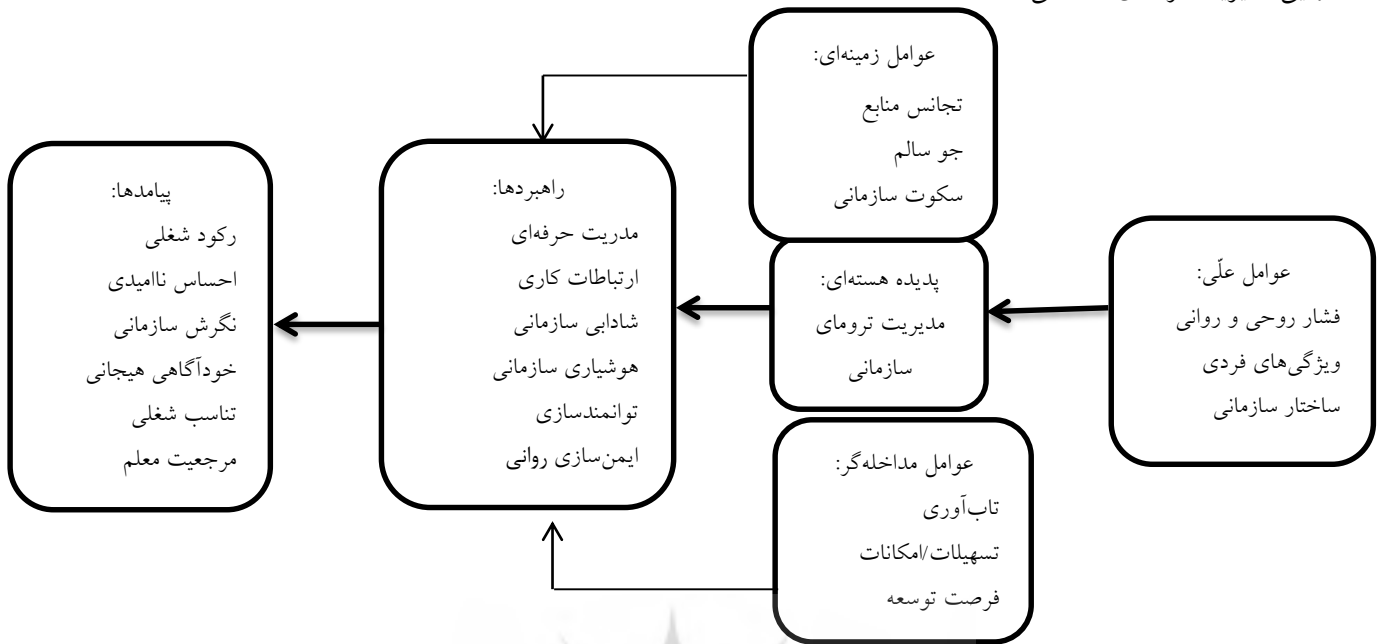 عوامل زمینه‌ای:
تجانس منابع
جو سالم
سکوت سازمانی
عوامل علّی:
فشار روحی و روانی
ویژگی‌های فردی
ساختار سازمانی
پدیده هسته‌ای:
مدیریت ترومای
سازمانی
عوامل مداخله‌گر:
تاب‌آوری
تسهیلات/امکانات
فرصت توسعه
راهبردها:
مدریت حرفه‌ای
ارتباطات کاری
شادابی سازمانی
هوشیاری سازمانی
توانمندسازی
ایمن‌سازی روانی
پیامدها:
رکود شغلی
احساس ناامیدی
نگرش سازمانی
خودآگاهی هیجانی
تناسب شغلی
مرجعیت معلم